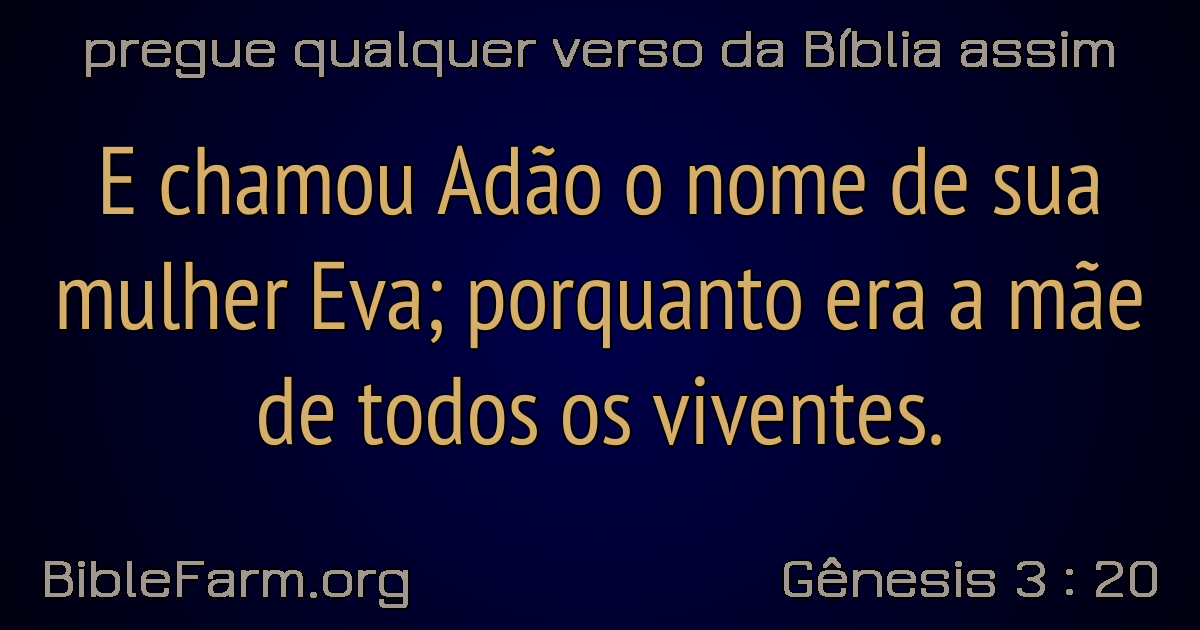 pregue qualquer verso da Bíblia assim
E chamou Adão o nome de sua
mulher Eva; porquanto era a mãe
de todos os viventes.
BibleFarm.org
Gênesis 3 : 20